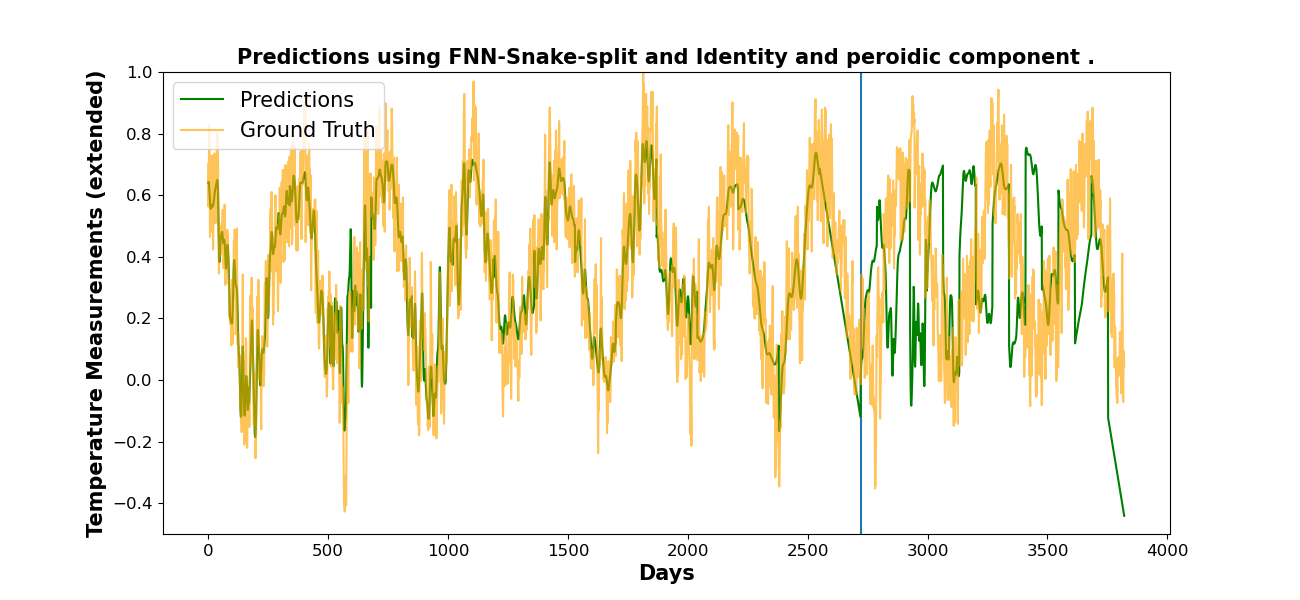 Predictions using FNN-Snake-split and Identity and peroidic component .
Temperature Measurements (extended)
1.0
0.8
0.6
0.4
0.2
0.0
−0.2
−0.4
Predictions
Ground Truth
0 500 1000 1500 2000 2500 3000 3500 4000
Days